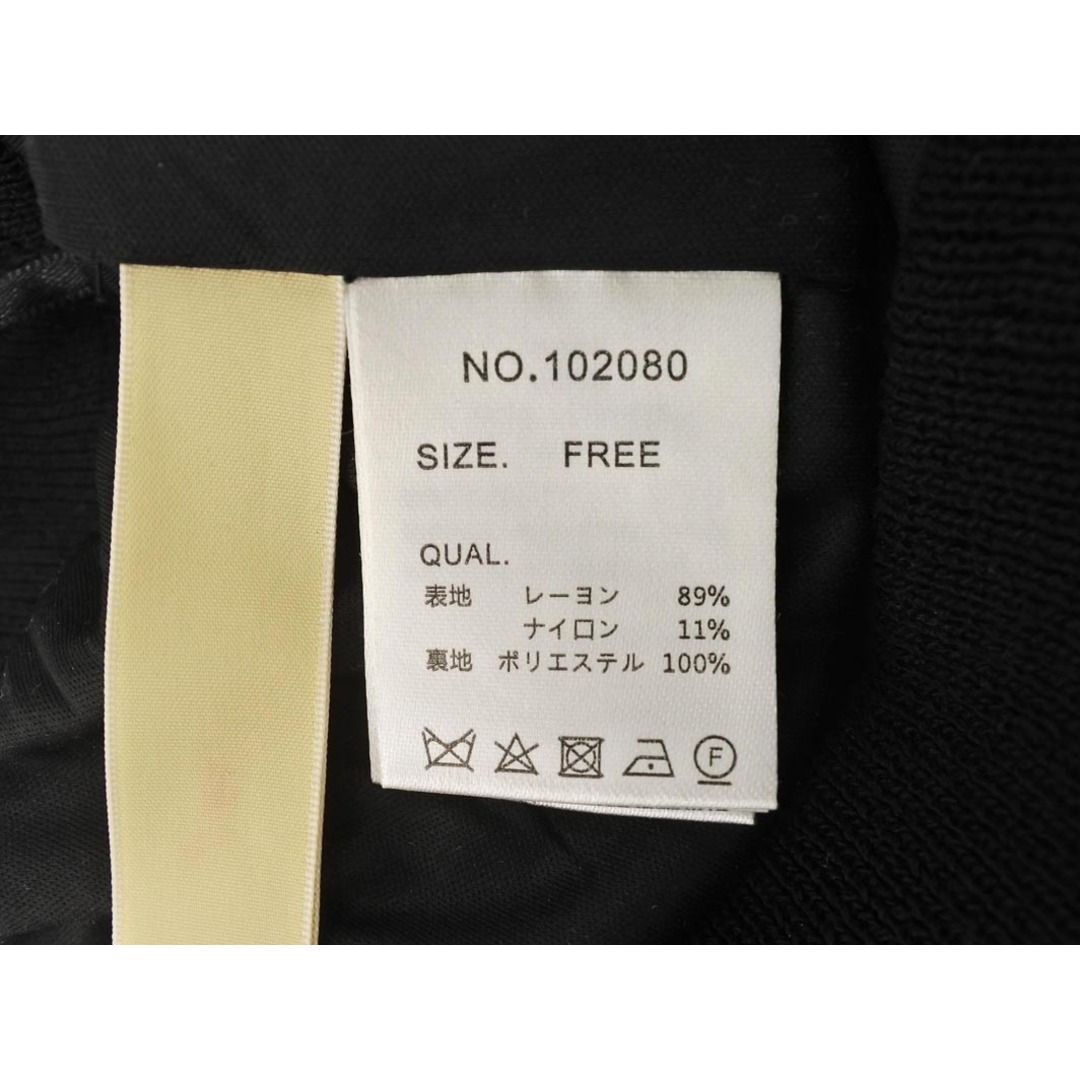 NO.102080
SIZE. FREE
QUAL.
表地 レーヨン 89%
ナイロン 11%
裏地 ポリエステル 100%
F